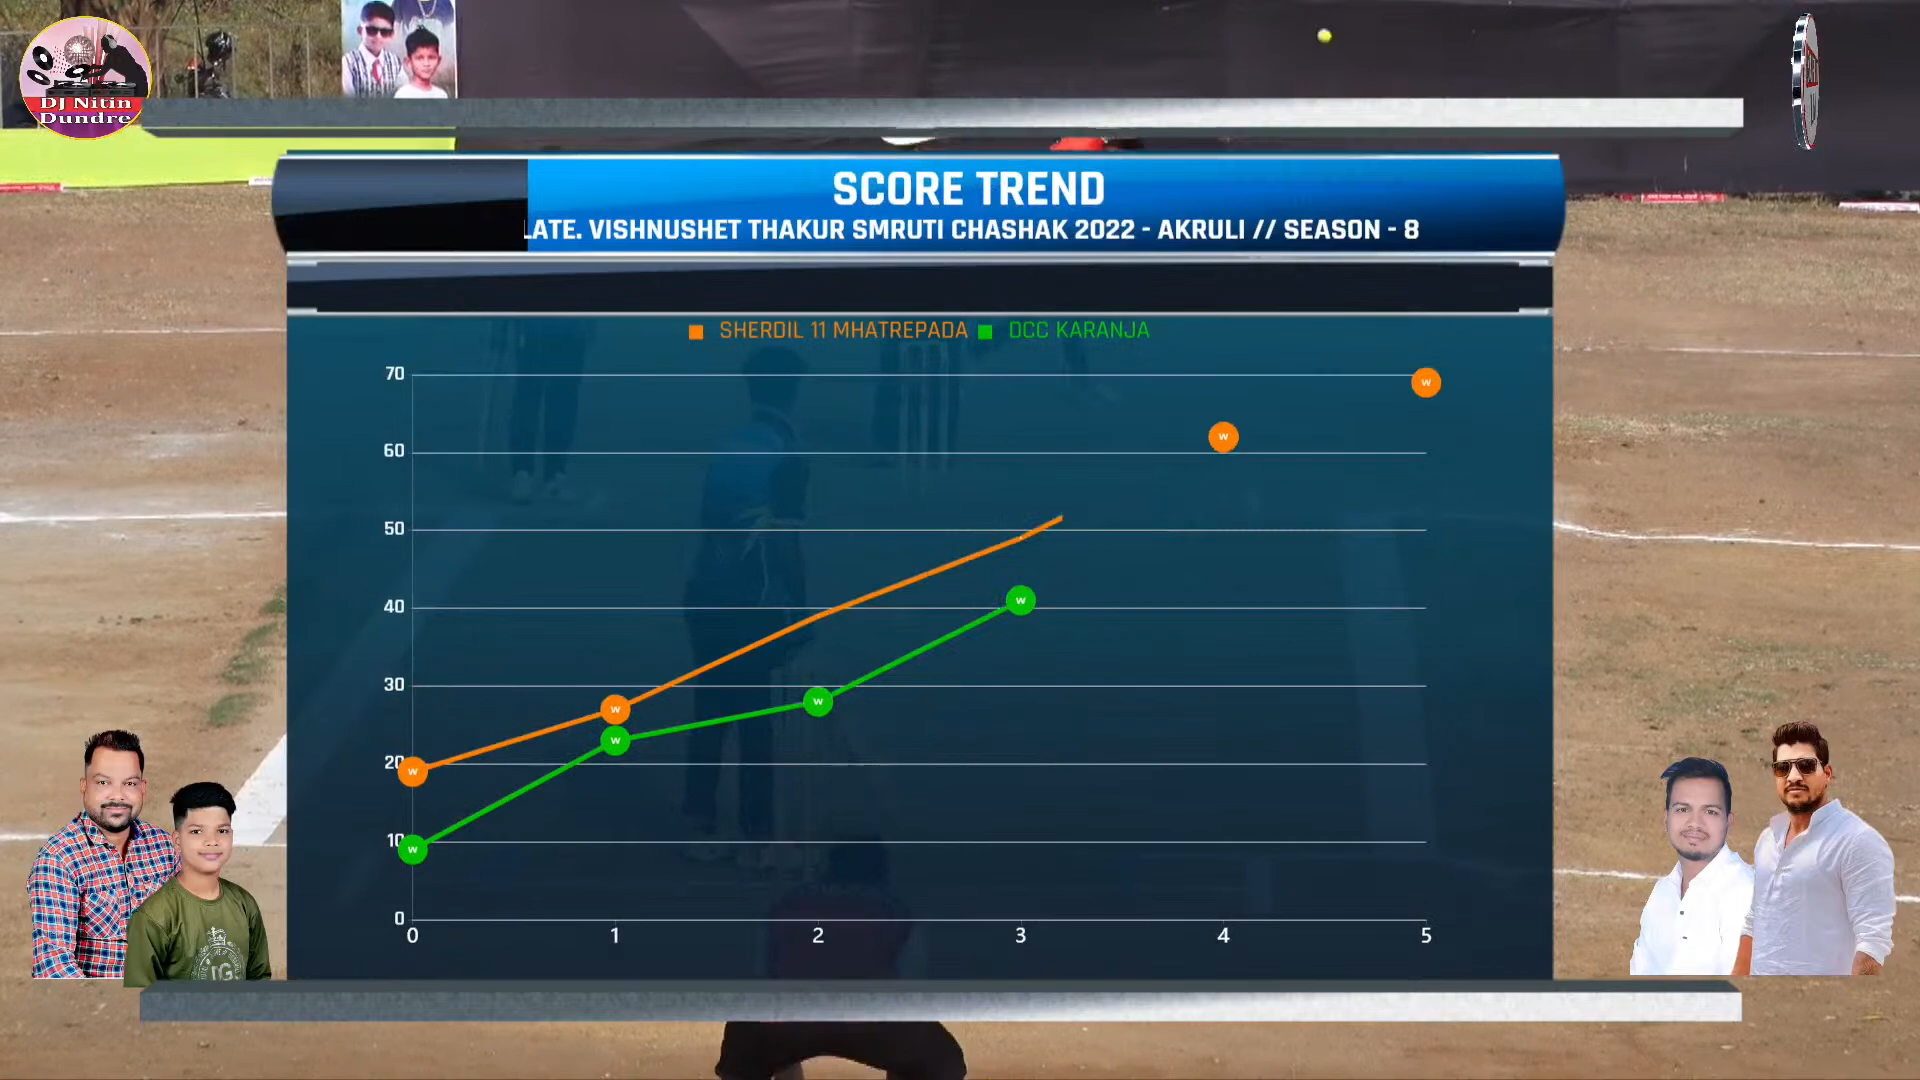 DJ Nitin
Dundre
SCORE TREND
LATE. VISHNUSHET THAKUR SMRUTI CHASHAK 2022 - AKRULI // SEASON - 8
SHERDIL 11 MHATREPADA DCC KARANJA
70
W
60
W
50
40
W
30
W
W
W
20
W
10
W
0
0 1 2 3 4 5
DG